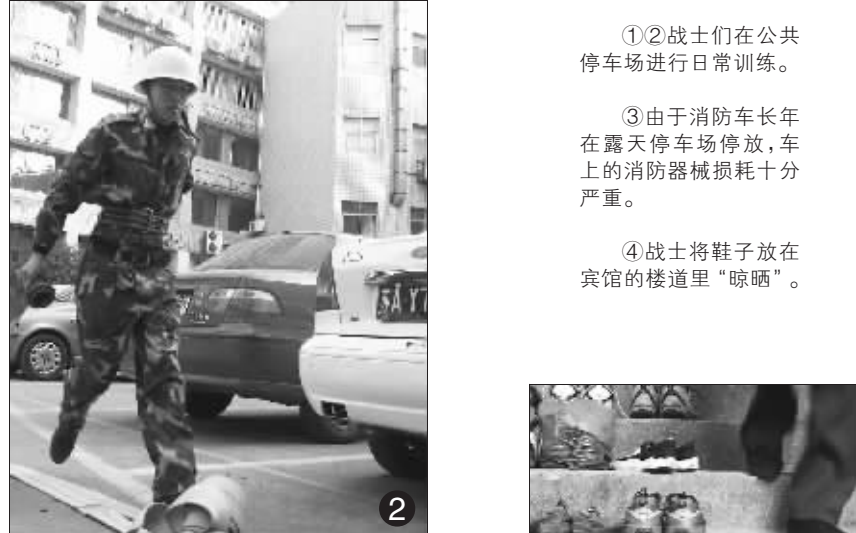 ①②战士们在公共
停车场进行日常训练。
③由于消防车长年
在露天停车场停放，车
上的消防器械损耗十分
严重。
④战士将鞋子放在
宾馆的楼道里“晾晒”。
2